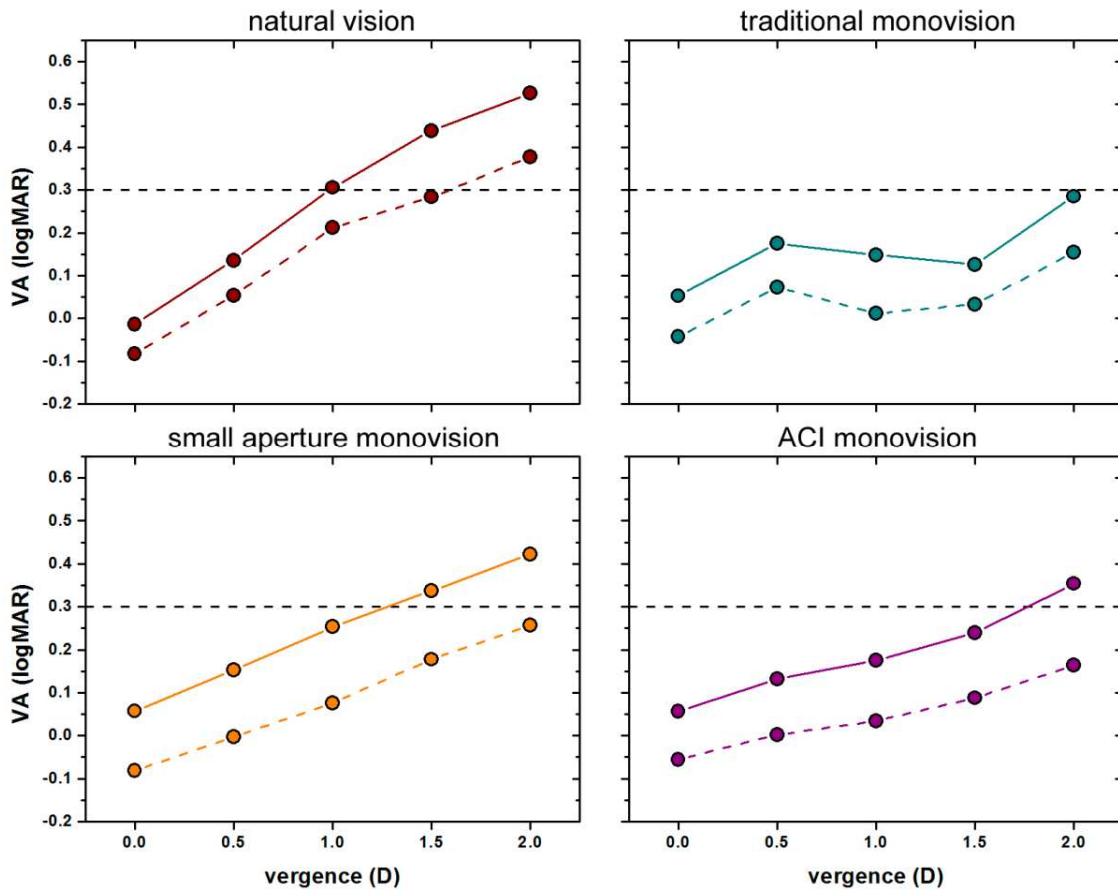 natural vision
traditional monovision
VA (logMAR)
0.6
0.5
0.4
0.3
0.2
0.1
0.0
-0.1
-0.2
small aperture monovision
ACI monovision
VA (logMAR)
0.6
0.5
0.4
0.3
0.2
0.1
0.0
-0.1
-0.2
0.0 0.5 1.0 1.5 2.0
0.0 0.5 1.0 1.5 2.0
vergence (D)
vergence (D)